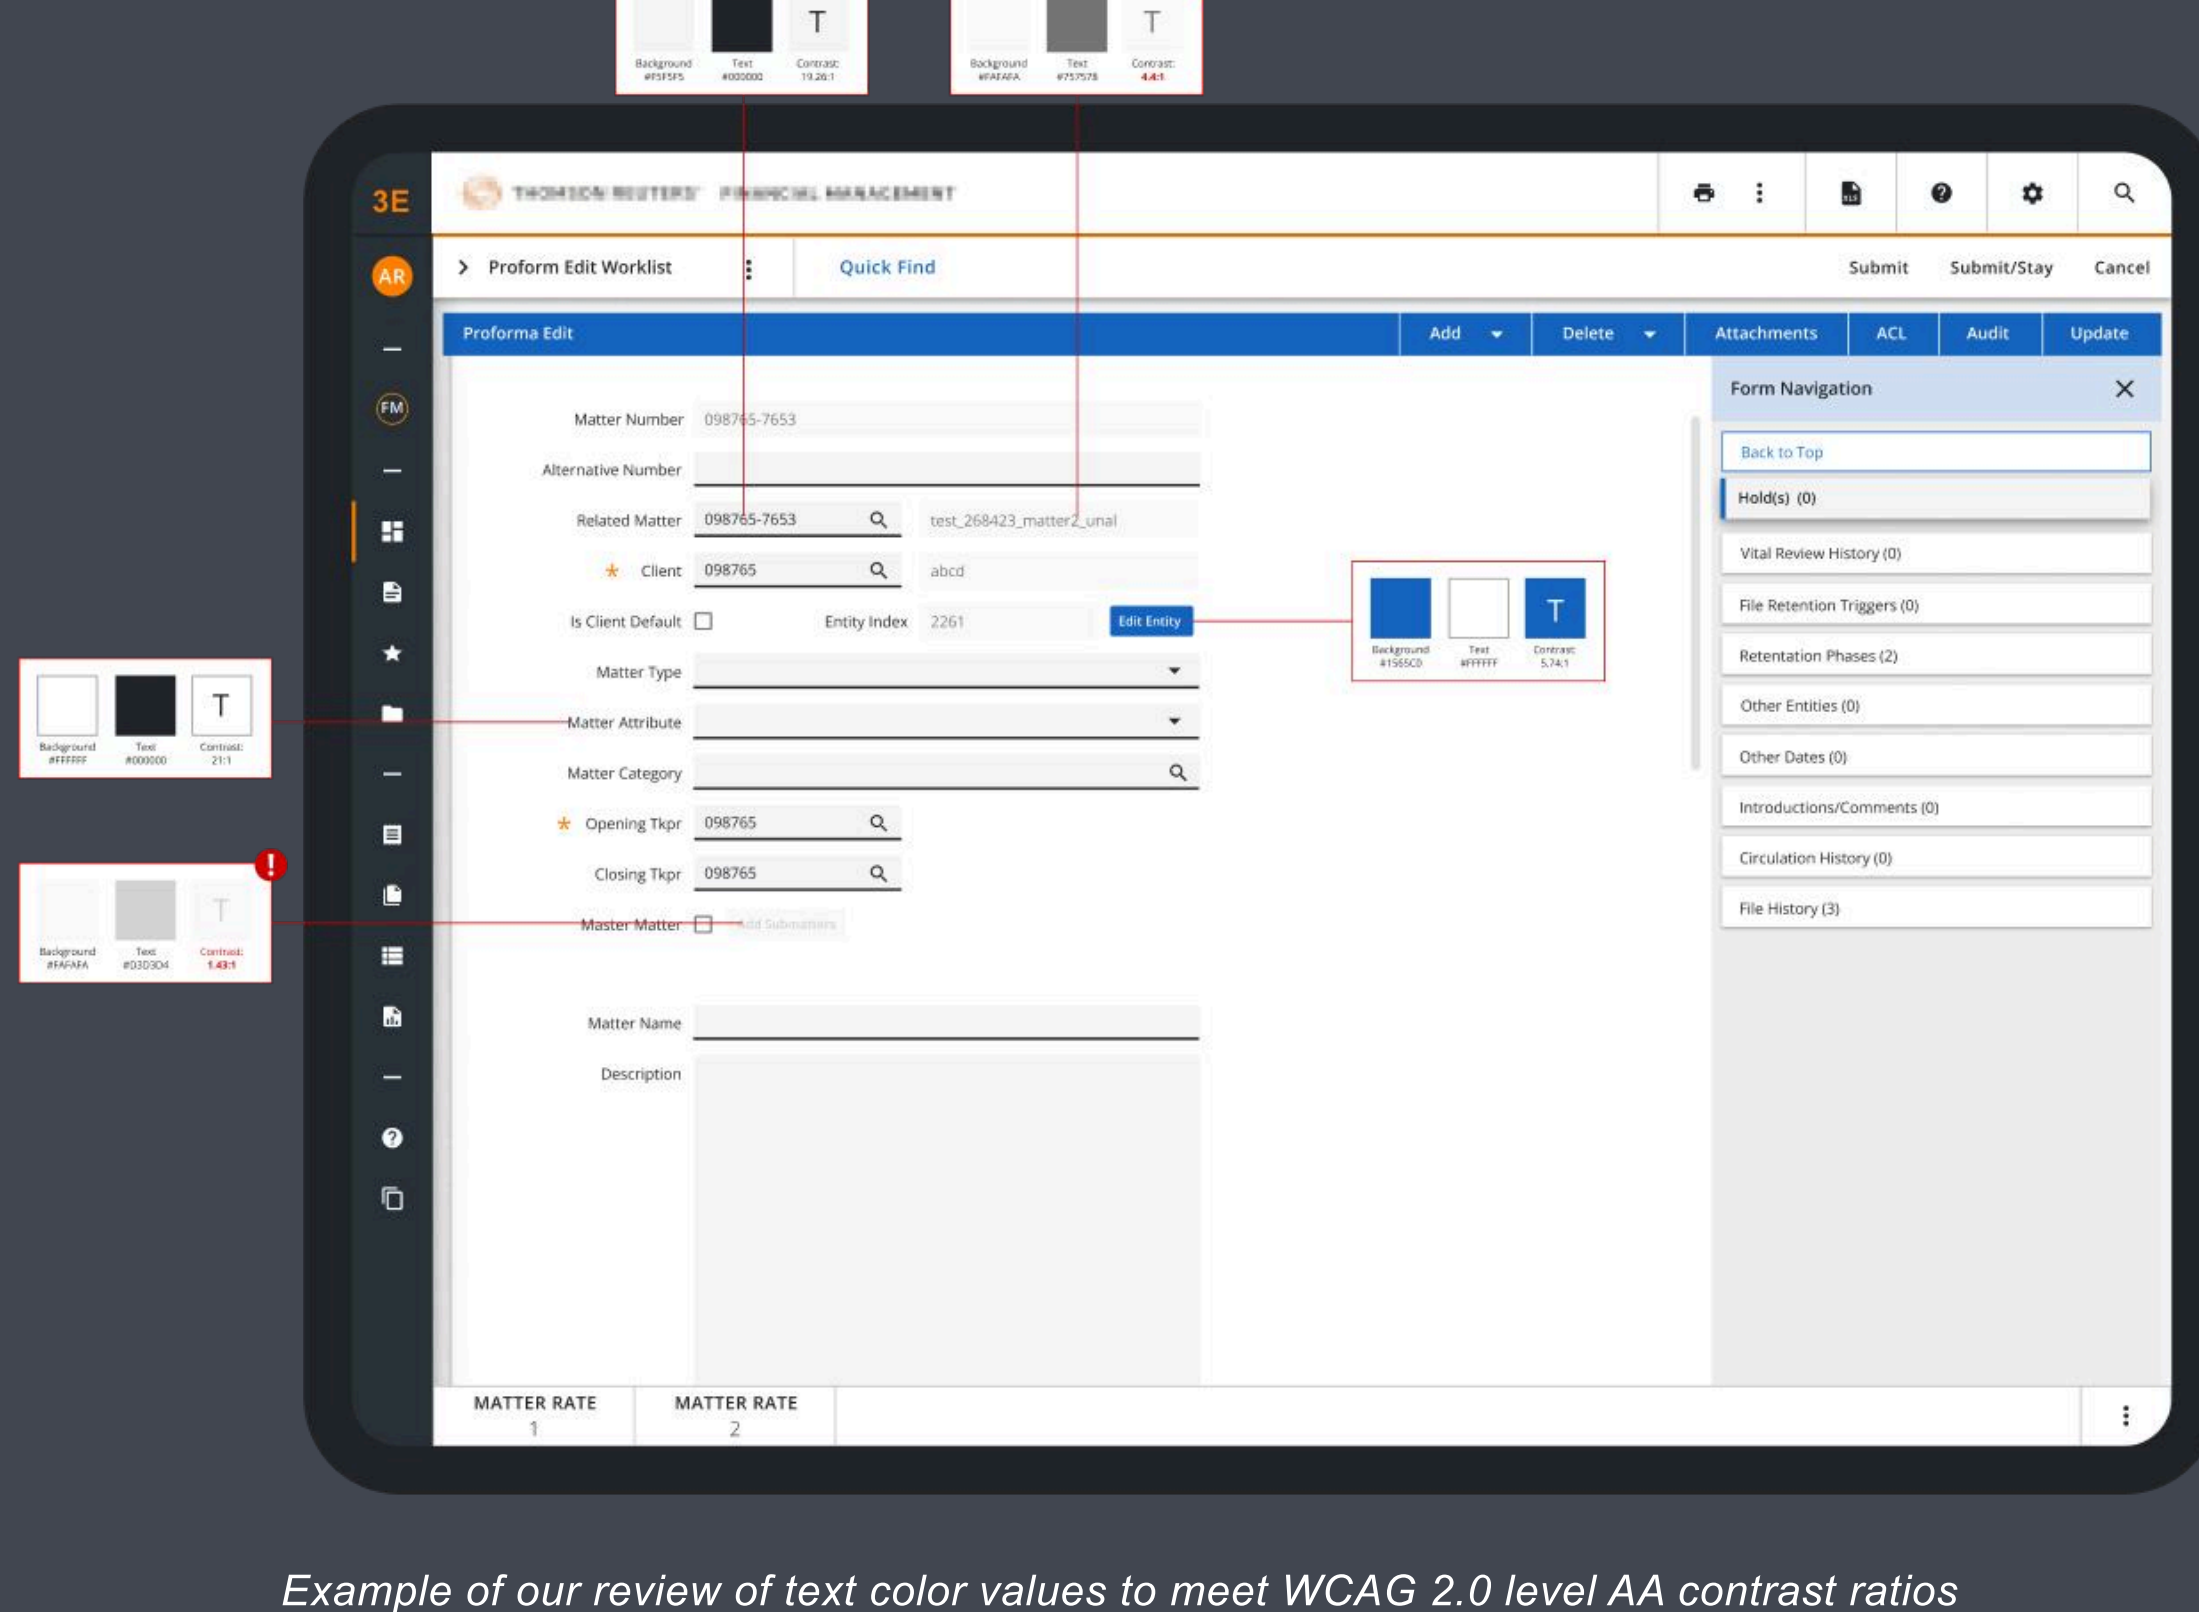 T
T
Background
Text
Contrast:
#F5F5F5
#000000
19.26:1
Background
Text
Contrast:
#FAFAFA
#757578
4.4:1
3E
THOMSON REUTERS
FINANCIAL MANAGEMENT
XLS
AR
Proform Edit Worklist
Quick Find
Submit
Submit/Stay
Cancel
Proforma Edit
Add
Delete
Attachments
ACL
Audit
Update
FM
Form Navigation
Matter Number
098765-7653
Alternative Number
Related Matter
098765-7653
test_268423_matter2_unal
* Client
098765
abcd
Is Client Default
Entity Index
2261
Edit Entity
Matter Type
Matter Attribute
Matter Category
* Opening Tkpr
098765
Closing Tkpr
098765
Master Matter
Add Submatters
Matter Name
Description
Back to Top
Hold(s) (0)
Vital Review History (0)
File Retention Triggers (0)
Retentation Phases (2)
Other Entities (0)
Other Dates (0)
Introductions/Comments (0)
Circulation History (0)
File History (3)
T
Background
Text
Contrast:
#1565C0
#FFFFFF
5.74:1
T
Background
Text
Contrast:
#FFFFFF
#000000
21:1
!
T
Background
Text
Contrast:
#FAFAFA
#D3D3D4
1.43:1
MATTER RATE
1
MATTER RATE
2
Example of our review of text color values to meet WCAG 2.0 level AA contrast ratios